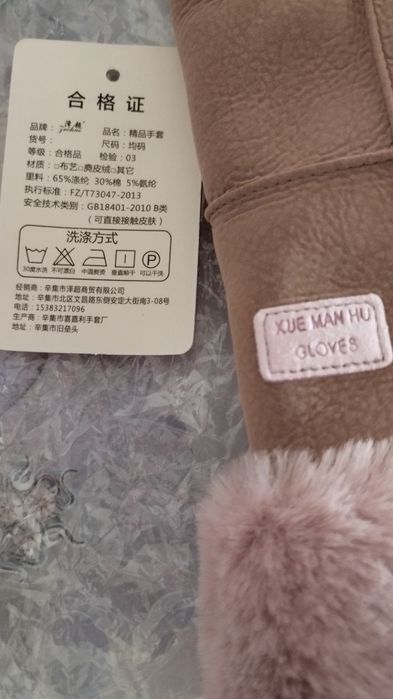 合格证
品牌：泽超 品名：精品手套
货号： 尺码：均码
等级：合格品 检验：03
材质：□布艺□麂皮绒□其它
里料：65%涤纶 30%棉 5%氨纶
执行标准：FZ/T73047-2013
安全技术类别：GB18401-2010 B类
（可直接接触皮肤）
洗涤方式
30度水洗 不可漂白 中温熨烫 垂直晾干 可以干洗
经销商：辛集市泽超商贸有限公司
地址：辛集市北区文昌路东侧安定大街南3-08号
电话：15383217096
生产商：辛集市喜嘉利手套厂
地址：辛集市旧垒头
XUE MAN HU
GLOVES